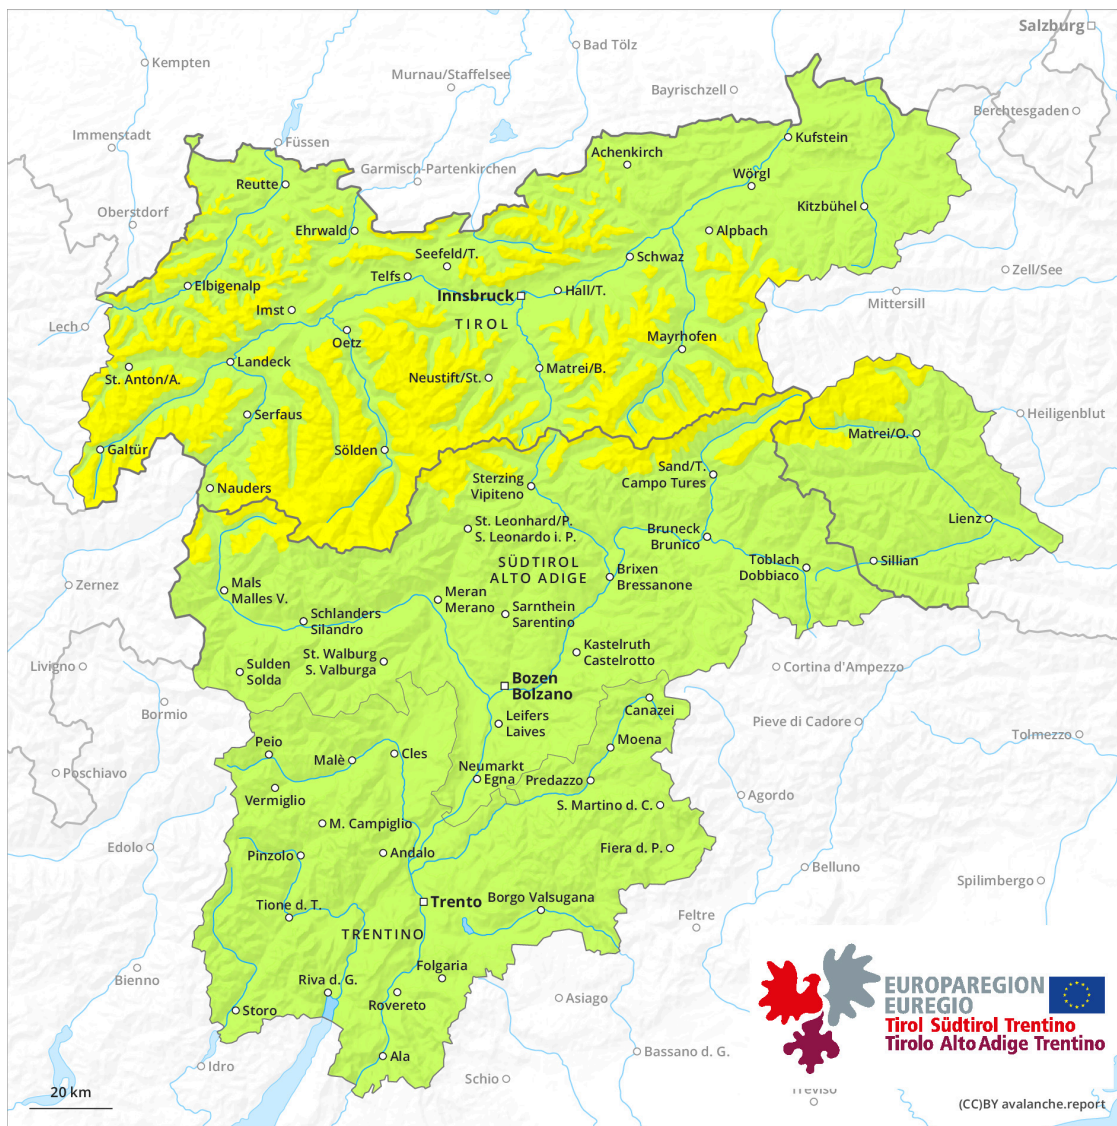 Salzburg
Kempten
Bad Tölz
Murnau/Staffelsee
Bayrischzell
Berchtesgaden
Immenstadt
Füssen
Kufstein
Garmisch-Partenkirchen
Achenkirch
Reutte
Wörgl
Oberstdorf
Kitzbühel
Ehrwald
Alpbach
Seefeld/T.
Schwaz
Zell/See
Telfs
Elbigenalp
Innsbruck
Hall/T.
Mittersill
Imst
Lech
TIROL
Oetz
Mayrhofen
Landeck
St. Anton/A.
Neustift/St.
Matrei/B.
Serfaus
Heiligenblut
Matrei/O.
Galtür
Sölden
Sand/T.
Campo Tures
Sterzing
Vipiteno
Nauders
Lienz
St. Leonhard/P.
S. Leonardo i. P.
Bruneck
Brunico
SÜDTIROL
ALTO ADIGE
Toblach
Dobbiaco
Sillian
Brixen
Bressanone
Zernez
Mals
Malles V.
Meran
Merano
Schlanders
Silandro
Sarnthein
Sarentino
St. Walburg
S. Valburga
Kastelruth
Castelrotto
Livigno
Sulden
Solda
Cortina d'Ampezzo
Bozen
Bolzano
Bormio
Canazei
Leifers
Laives
Pieve di Cadore
Tolmezzo
Peio
Cles
Moena
Malè
Poschiavo
Neumarkt
Egna
Predazzo
Vermiglio
Agordo
S. Martino d. C.
M. Campiglio
Edolo
Pinzolo
Andalo
Fiera d. P.
Belluno
Spilimbergo
Trento
Borgo Valsugana
Tione d. T.
Feltre
TRENTINO
Folgaria
Bienno
Riva d. G.
Rovereto
Asiago
Storo
EUROPAREGION
EUREGIO
Tirol Südtirol Trentino
Tirolo Alto Adige Trentino
Ala
Bassano d. G.
Idro
Schio
Treviso
20 km
(CC)BY avalanche.report